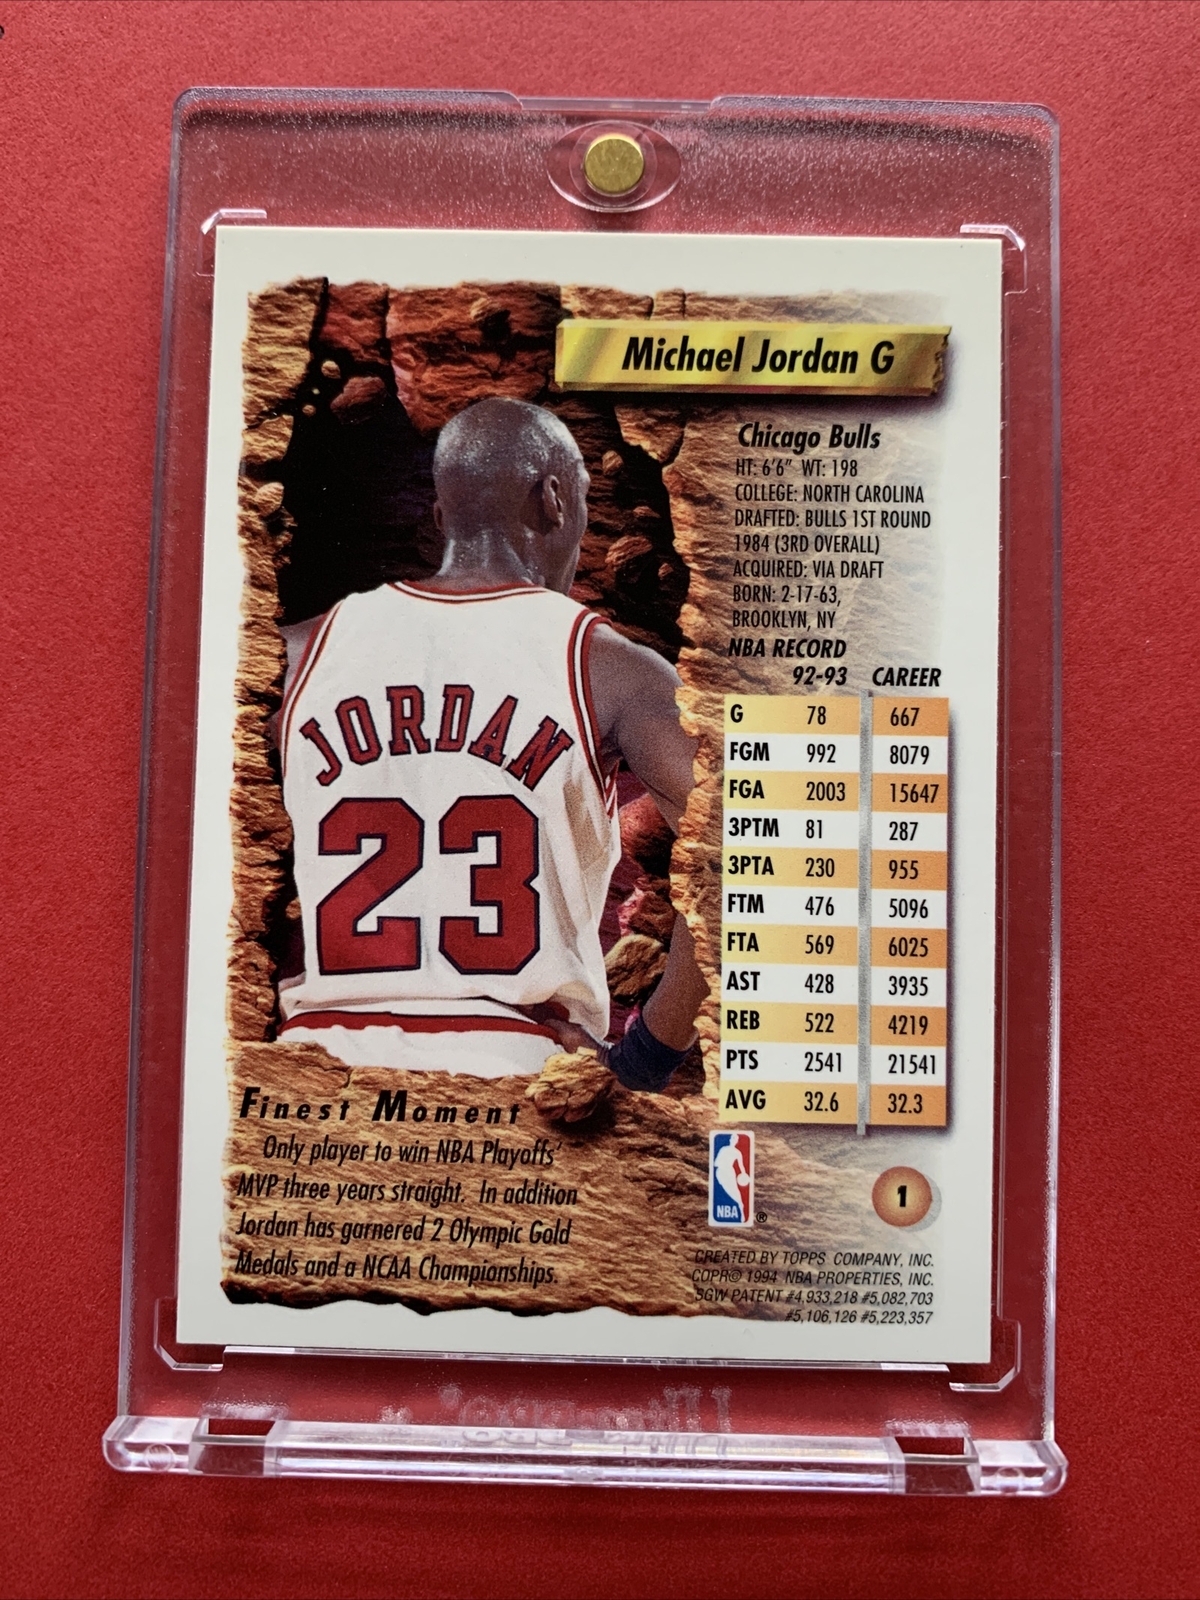 Michael Jordan G
Chicago Bulls
HT: 6'6" WT: 198
COLLEGE: NORTH CAROLINA
DRAFTED: BULLS 1ST ROUND
1984 (3RD OVERALL)
ACQUIRED: VIA DRAFT
BORN: 2-17-63,
BROOKLYN, NY
NBA RECORD
92-93 CAREER
G 78 667
FGM 992 8079
FGA 2003 15647
3PTM 81 287
3PTA 230 955
FTM 476 5096
FTA 569 6025
AST 428 3935
REB 522 4219
PTS 2541 21541
AVG 32.6 32.3
JORDAN
23
Finest Moment
Only player to win NBA Playoffs'
MVP three years straight. In addition
Jordan has garnered 2 Olympic Gold
Medals and a NCAA Championships.
NBA ®
1
CREATED BY TOPPS COMPANY, INC.
COPR© 1994 NBA PROPERTIES, INC.
SGW PATENT #4,933,218 #5,082,703
#5,106,126 #5,223,357